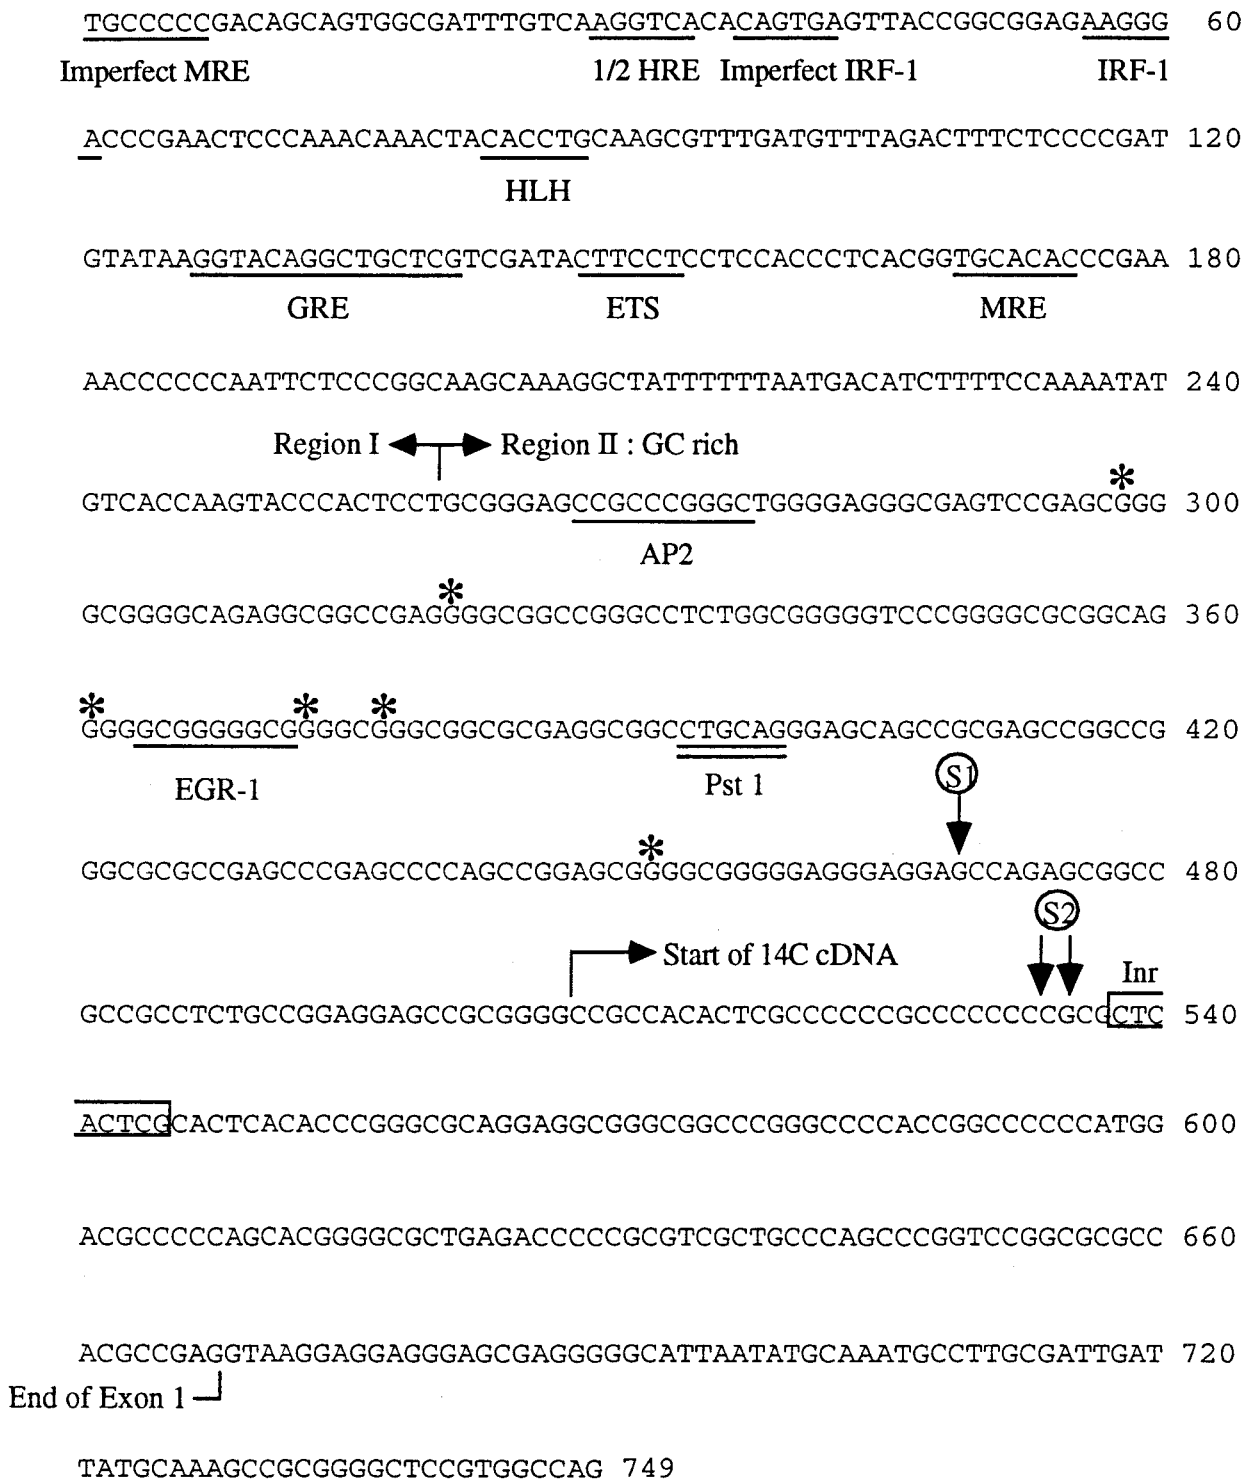 TGCCCCCGACAGCAGTGGCGATTTGTCAAGGTCACACAGTGAGTTACCGGCGGAGAAGGG 60
Imperfect MRE 1/2 HRE Imperfect IRF-1 IRF-1
ACCCGAACTCCCAAACAAACTACACCTGCAAGCGTTTGATGTTTAGACTTTCTCCCCGAT 120
HLH
GTATAAGGTACAGGCTGCTCGTCGATACTTCCTCCTCCACCCTCACGGTGCACACCCGAA 180
GRE ETS MRE
AACCCCCCAATTCTCCCGGCAAGCAAAGGCTATTTTTTAATGACATCTTTTCCAAAATAT 240
Region I Region II : GC rich
*
GTCACCAAGTACCCACTCCTGCGGGAGCCGCCCGGGCTGGGGAGGGCGAGTCCGAGCGGG 300
AP2
*
GCGGGGCAGAGGCGGCCGAGGGGCGGCCGGGCCTCTGGCGGGGGTCCCGGGGCGCGGCAG 360
* * *
GGGGCGGGGGCGGGGCGGGCGGCGCGAGGCGGCCTGCAGGGAGCAGCCGCGAGCCGGCCG 420
EGR-1 Pst 1 S1
*
GGCGCGCCGAGCCCGAGCCCCAGCCGGAGCGGGGCGGGGGAGGGAGGAGCCAGAGCGGCC 480
S2
Start of 14C cDNA Inr
GCCGCCTCTGCCGGAGGAGCCGCGGGGCCGCCACACTCGCCCCCCGCCCCCCCCGCGCTC 540
ACTCGCACTCACACCCGGGCGCAGGAGGCGGGCGGCCCGGGCCCCACCGGCCCCCCATGG 600
ACGCCCCCAGCACGGGGCGCTGAGACCCCCGCGTCGCTGCCCAGCCCGGTCCGGCGCGCC 660
ACGCCGAGGTAAGGAGGAGGGAGCGAGGGGGCATTAATATGCAAATGCCTTGCGATTGAT 720
End of Exon 1
TATGCAAAGCCGCGGGGCTCCGTGGCCAG 749